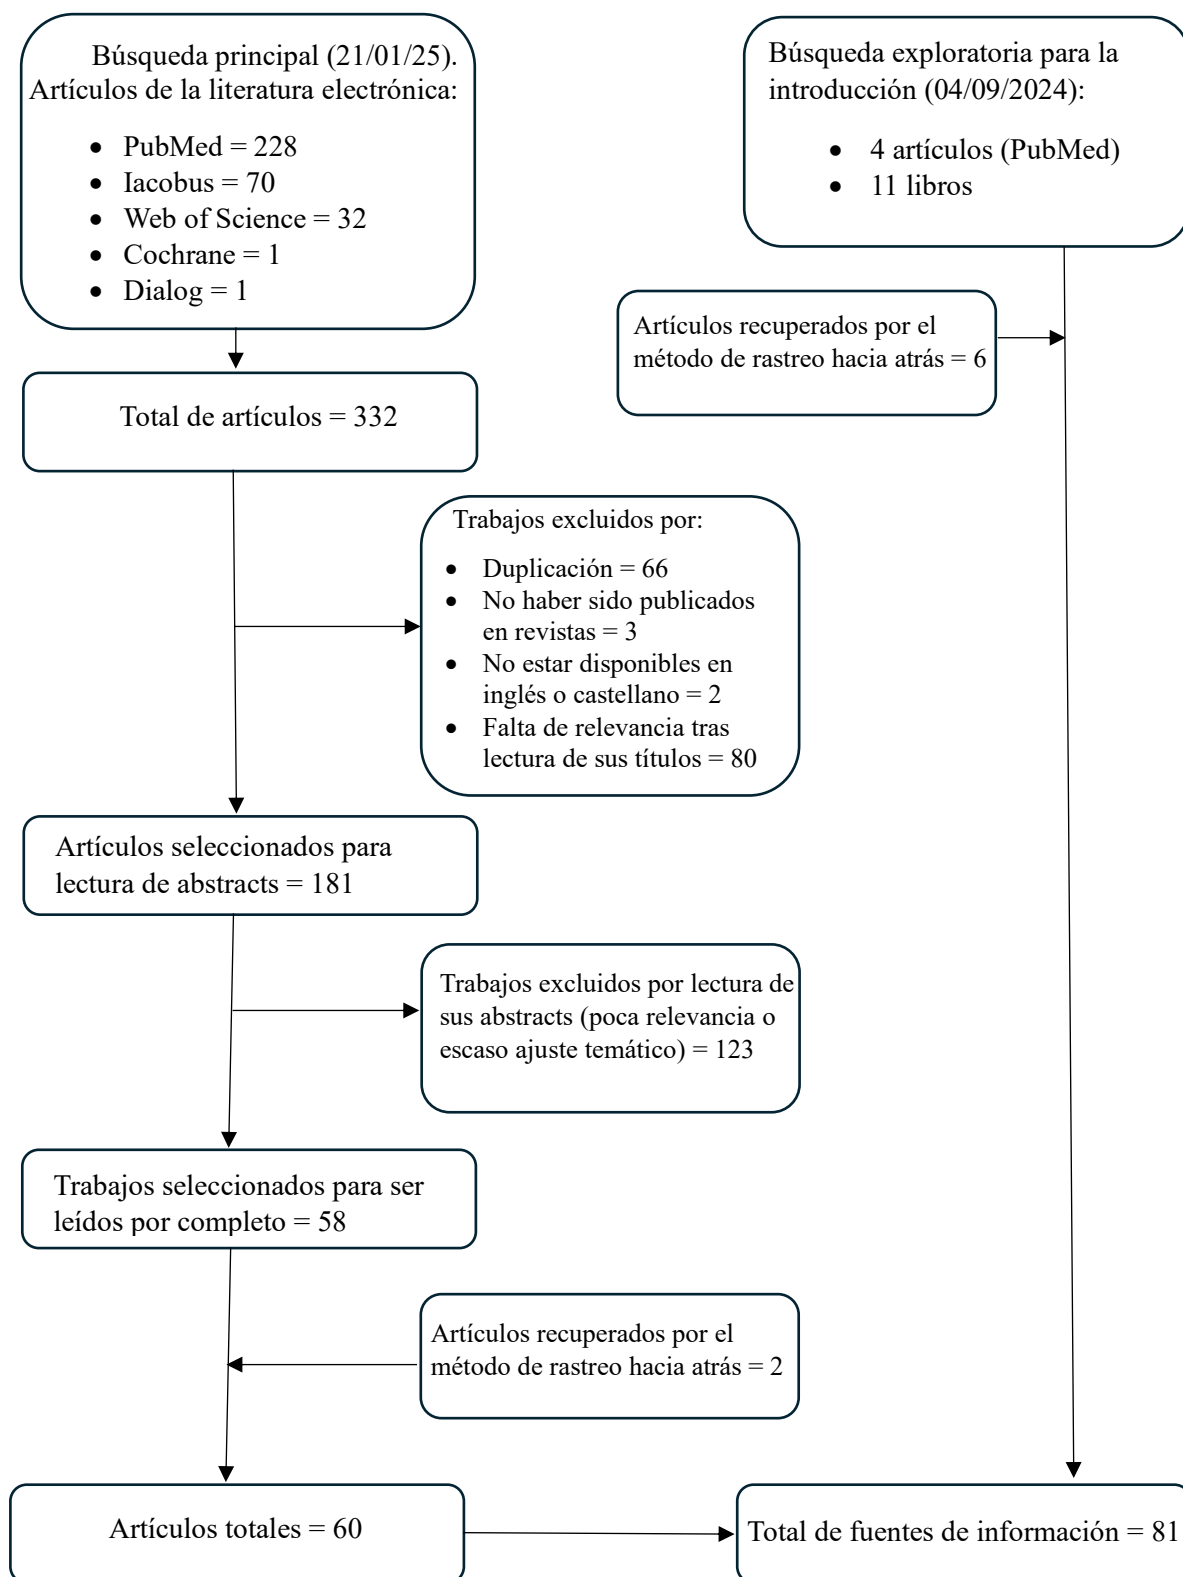 Búsqueda principal (21/01/25).
Artículos de la literatura electrónica:
• PubMed = 228
• Iacobus = 70
• Web of Science = 32
• Cochrane = 1
• Dialog = 1
Búsqueda exploratoria para la
introducción (04/09/2024):
• 4 artículos (PubMed)
• 11 libros
Artículos recuperados por el
método de rastreo hacia atrás = 6
Total de artículos = 332
Trabajos excluidos por:
• Duplicación = 66
• No haber sido publicados
en revistas = 3
• No estar disponibles en
inglés o castellano = 2
• Falta de relevancia tras
lectura de sus títulos = 80
Artículos seleccionados para
lectura de abstracts = 181
Trabajos excluidos por lectura de
sus abstracts (poca relevancia o
escaso ajuste temático) = 123
Trabajos seleccionados para ser
leídos por completo = 58
Artículos recuperados por el
método de rastreo hacia atrás = 2
Artículos totales = 60
Total de fuentes de información = 81